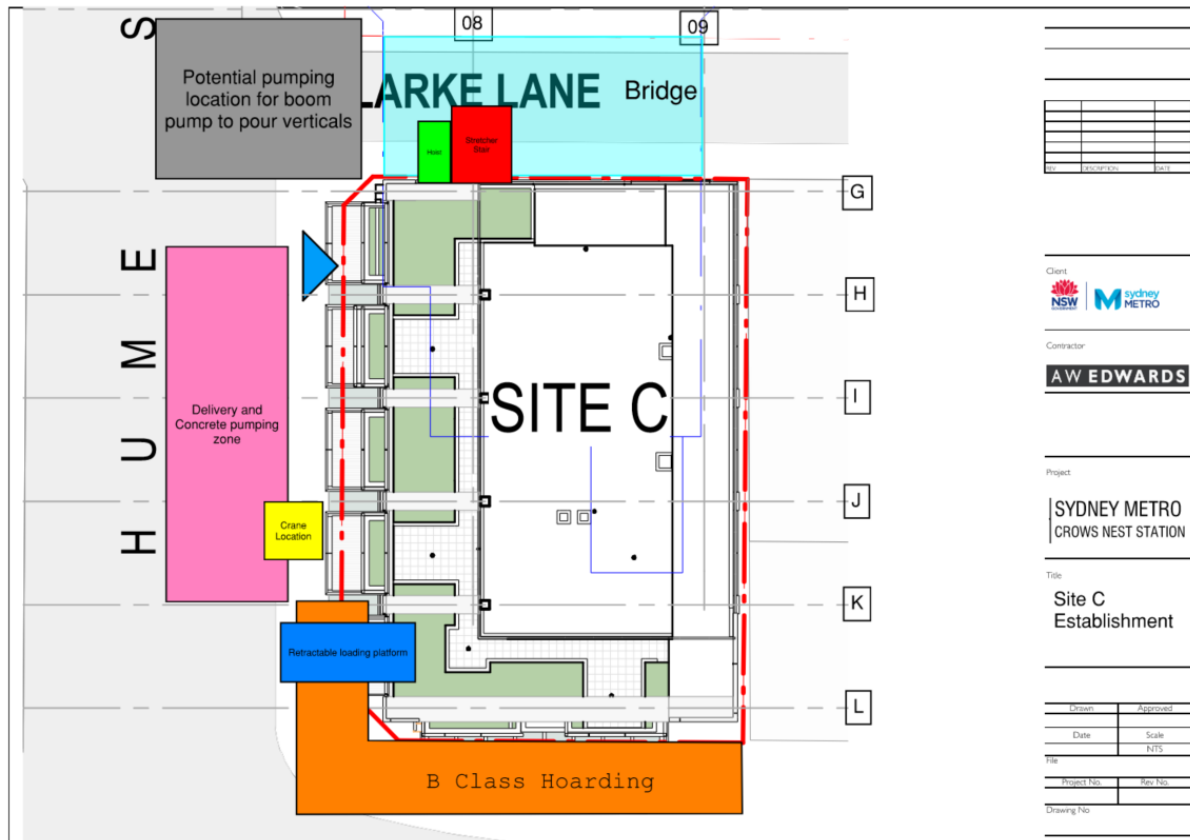 S
08
09
Potential pumping
location for boom
pump to pour verticals
LARKE LANE
Bridge
Hoist
Stretcher
Stair
G
H
I
J
K
L
H U M E
Delivery and
Concrete pumping
zone
SITE C
Crane
Location
Retractable loading platform
B Class Hoarding
REV DESCRIPTION DATE
Client
NSW
GOVERNMENT
sydney
METRO
Contractor
AW EDWARDS
Project
SYDNEY METRO
CROWS NEST STATION
Title
Site C
Establishment
Drawn Approved
Date Scale
NTS
File
Project No. Rev No.
Drawing No